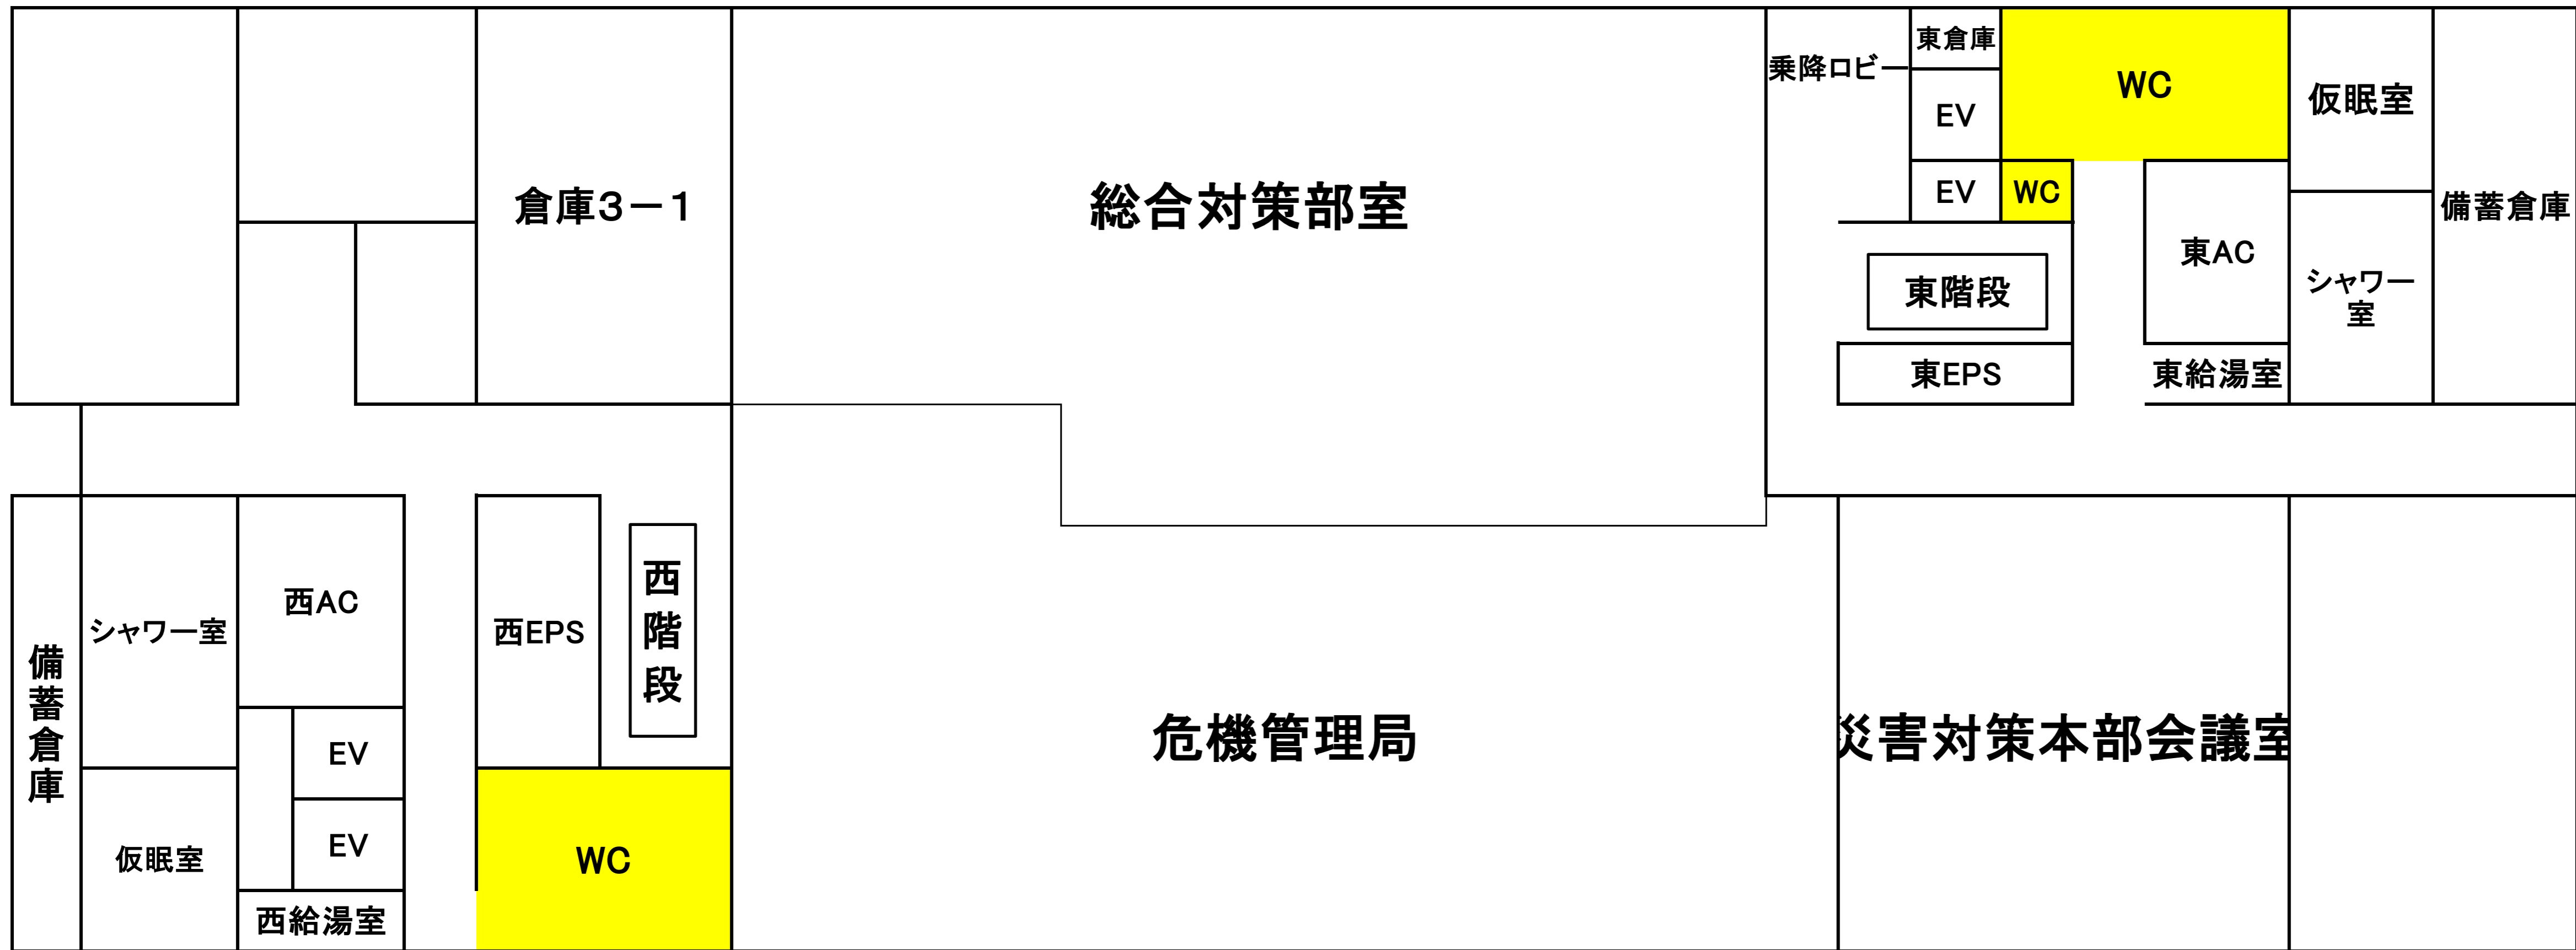 東倉庫
乗降ロビー
WC
EV
仮眠室
倉庫3－1
総合対策部室
EV
WC
備蓄倉庫
東AC
東階段
シャワー
室
東EPS
東給湯室
西AC
シャワー室
西EPS
西階段
備蓄倉庫
EV
危機管理局
災害対策本部会議室
EV
仮眠室
WC
西給湯室